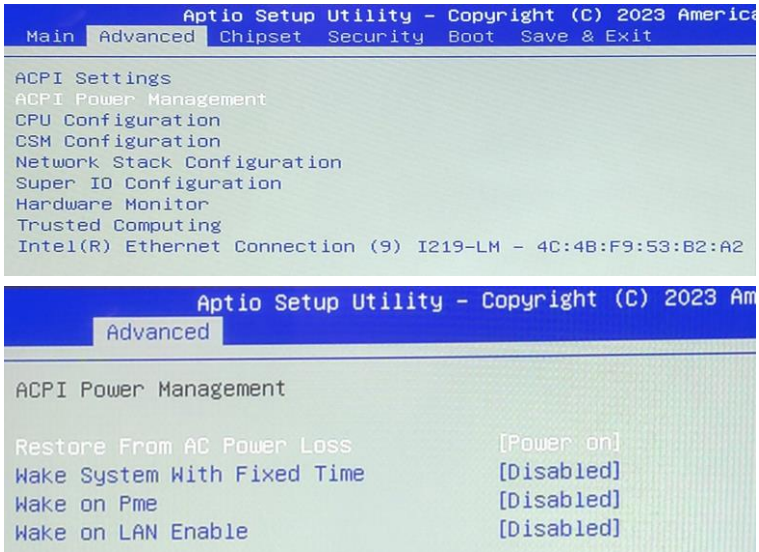 Aptio Setup Utility – Copyright (C) 2023 America
Main Advanced Chipset Security Boot Save & Exit
ACPI Settings
ACPI Power Management
CPU Configuration
CSM Configuration
Network Stack Configuration
Super IO Configuration
Hardware Monitor
Trusted Computing
Intel(R) Ethernet Connection (9) I219-LM – 4C:4B:F9:53:B2:A2
Aptio Setup Utility – Copyright (C) 2023 Am
Advanced
ACPI Power Management
Restore From AC Power Loss [Power on]
Wake System With Fixed Time [Disabled]
Wake on Pme [Disabled]
Wake on LAN Enable [Disabled]